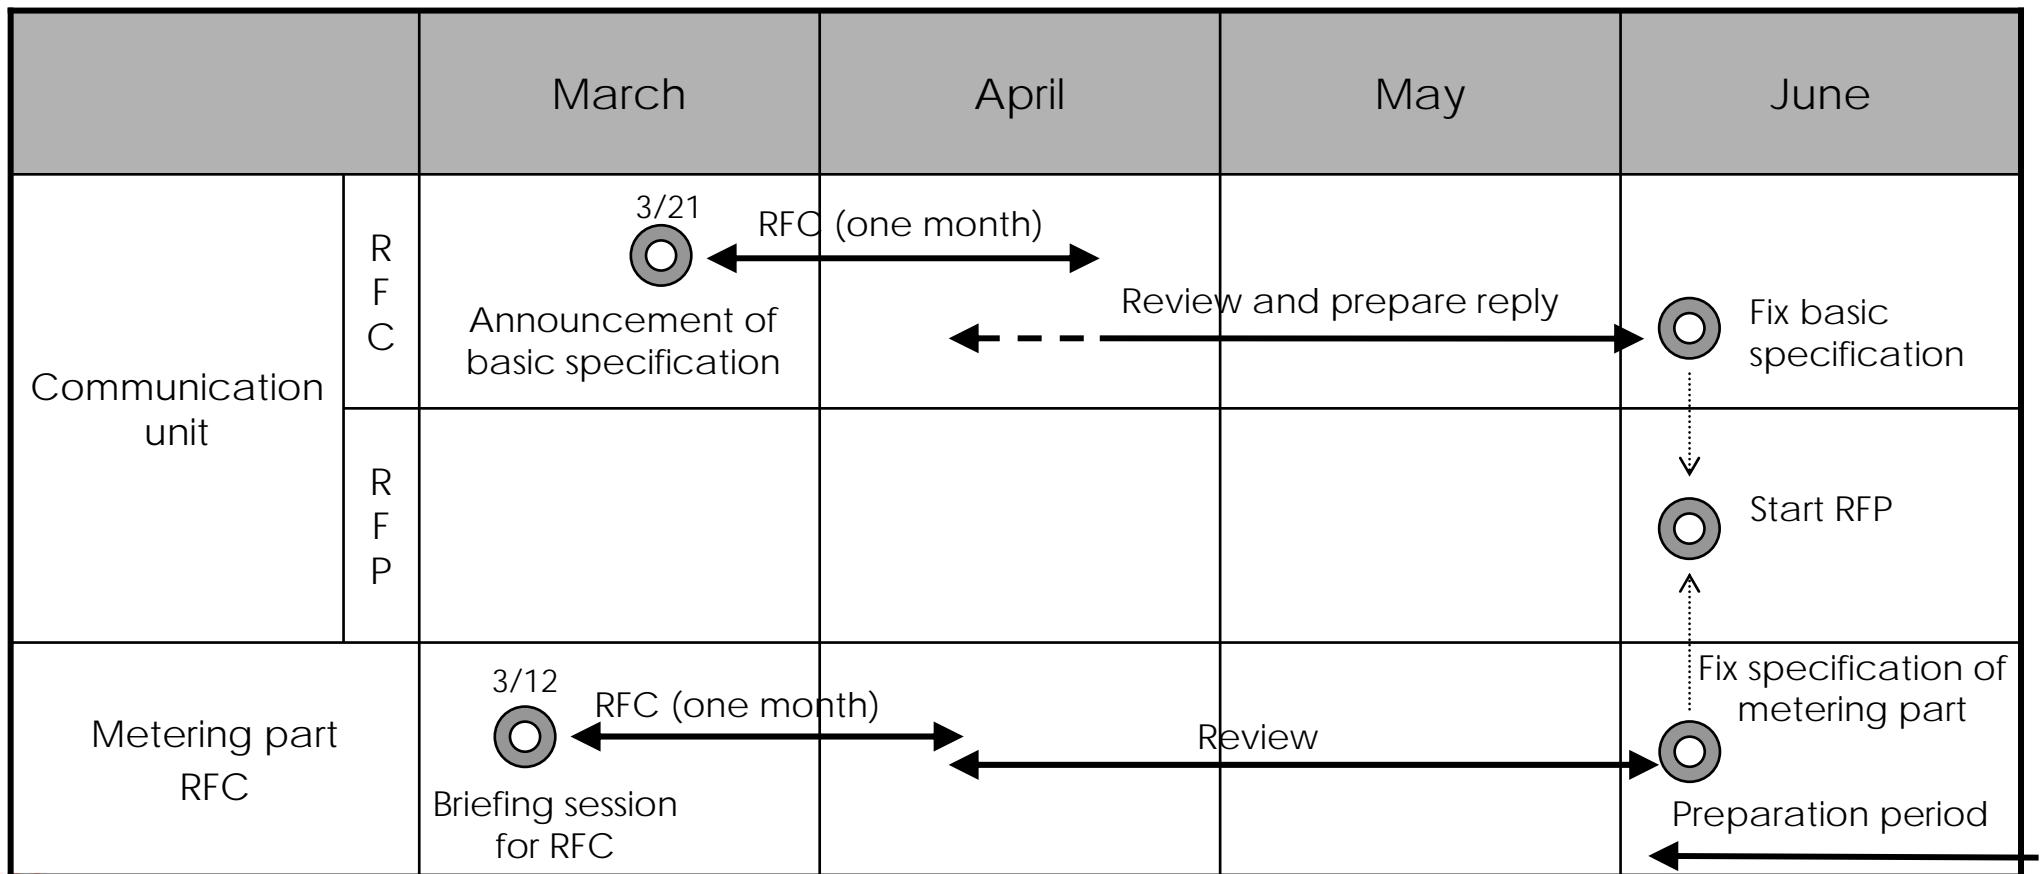 March
April
May
June
Communication
unit
R
F
C
3/21
RFC (one month)
Announcement of
basic specification
Review and prepare reply
Fix basic
specification
R
F
P
Start RFP
Metering part
RFC
3/12
RFC (one month)
Briefing session
for RFC
Review
Fix specification of
metering part
Preparation period